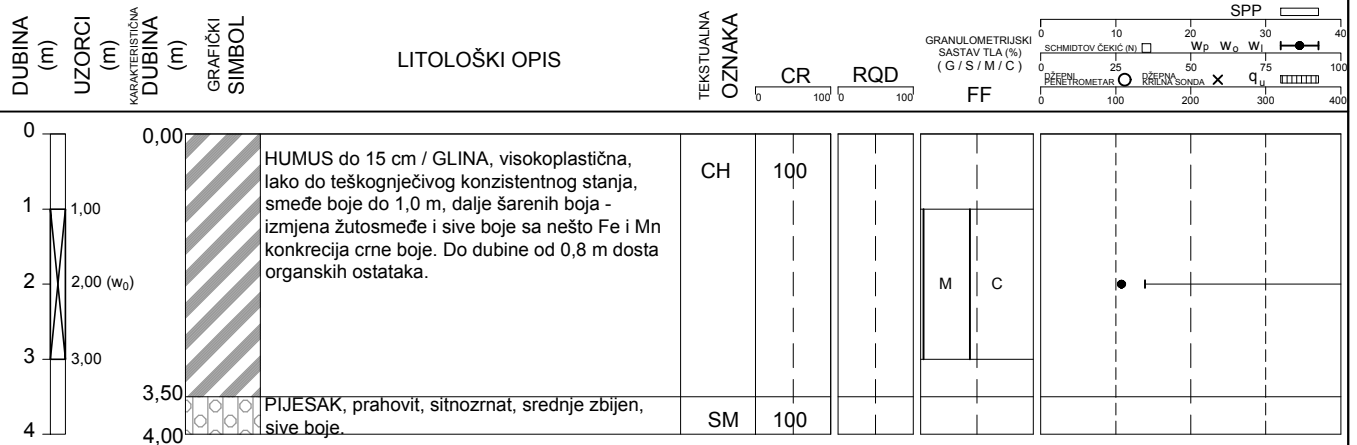 DUBINA
(m)
UZORCI
(m)
KARAKTERISTIČNA
DUBINA
(m)
GRAFIČKI
SIMBOL
LITOLOŠKI OPIS
TEKSTUALNA
OZNAKA
CR
0 100
RQD
0 100
GRANULOMETRIJSKI
SASTAV TLA (%)
( G / S / M / C )
FF
SPP
0 10 20 30 40
SCHMIDTOV ČEKIĆ (N) wP wo wl
0 25 50 75 100
DŽEPNI
PENETROMETAR
DŽEPNA
KRILNA SONDA
qu
0 100 200 300 400
0
0,00
HUMUS do 15 cm / GLINA, visokoplastična,
lako do teškognječivog konzistentnog stanja,
smeđe boje do 1,0 m, dalje šarenih boja -
izmjena žutosmeđe i sive boje sa nešto Fe i Mn
konkrecija crne boje. Do dubine od 0,8 m dosta
organskih ostataka.
CH
100
1
1,00
2
2,00 (w0)
M
C
3
3,00
3,50
PIJESAK, prahovit, sitnozrnat, srednje zbijen,
sive boje.
SM
100
4
4,00